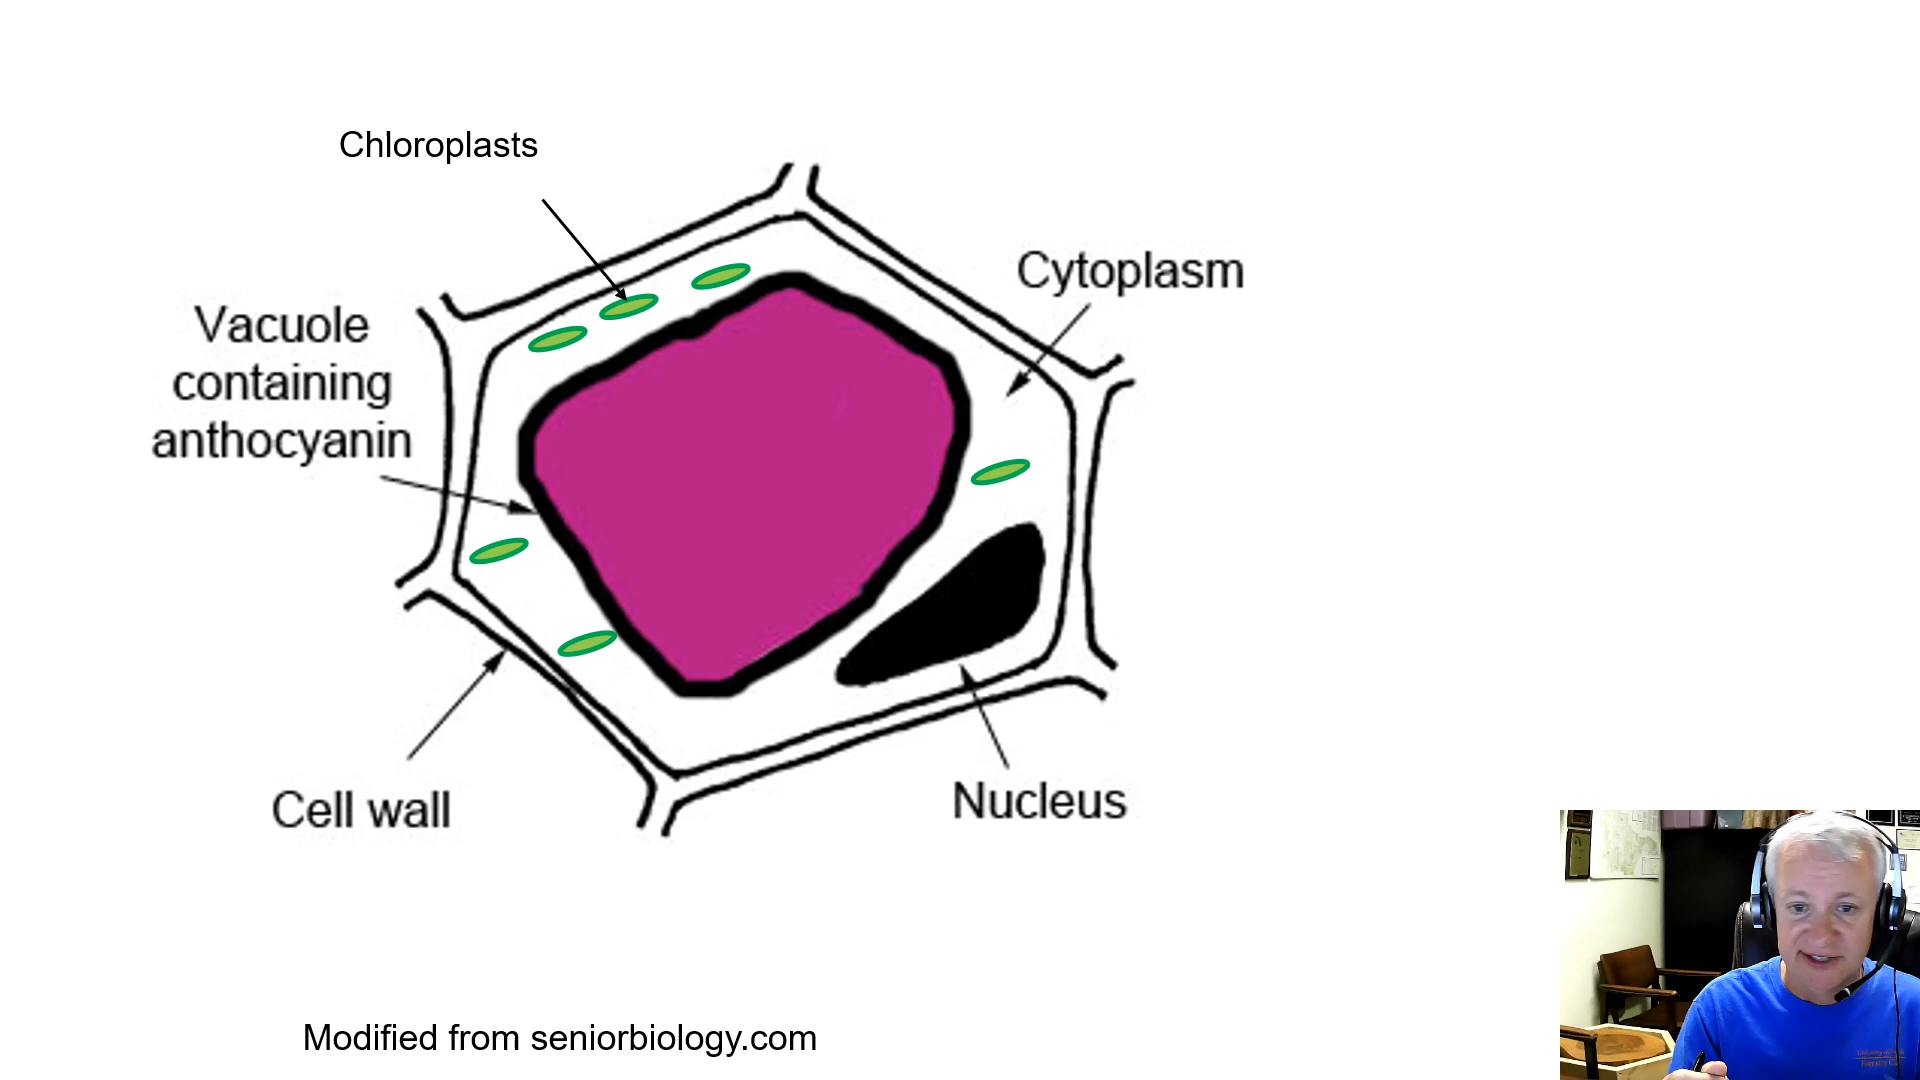 Chloroplasts
Cytoplasm
Vacuole
containing
anthocyanin
Cell wall
Nucleus
Modified from seniorbiology.com